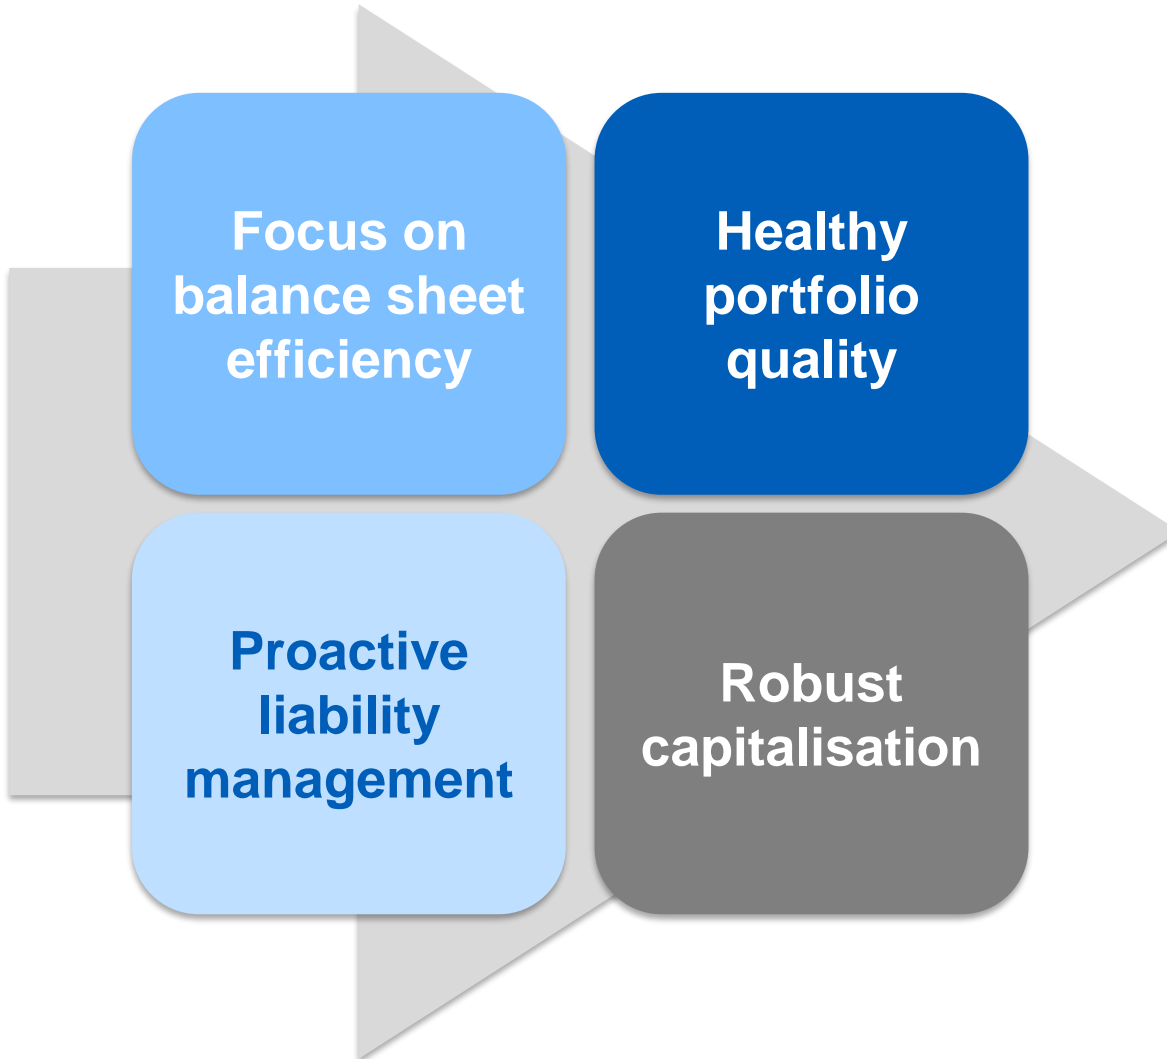 Focus on
balance sheet
efficiency
Healthy
portfolio
quality
Proactive
liability
management
Robust
capitalisation